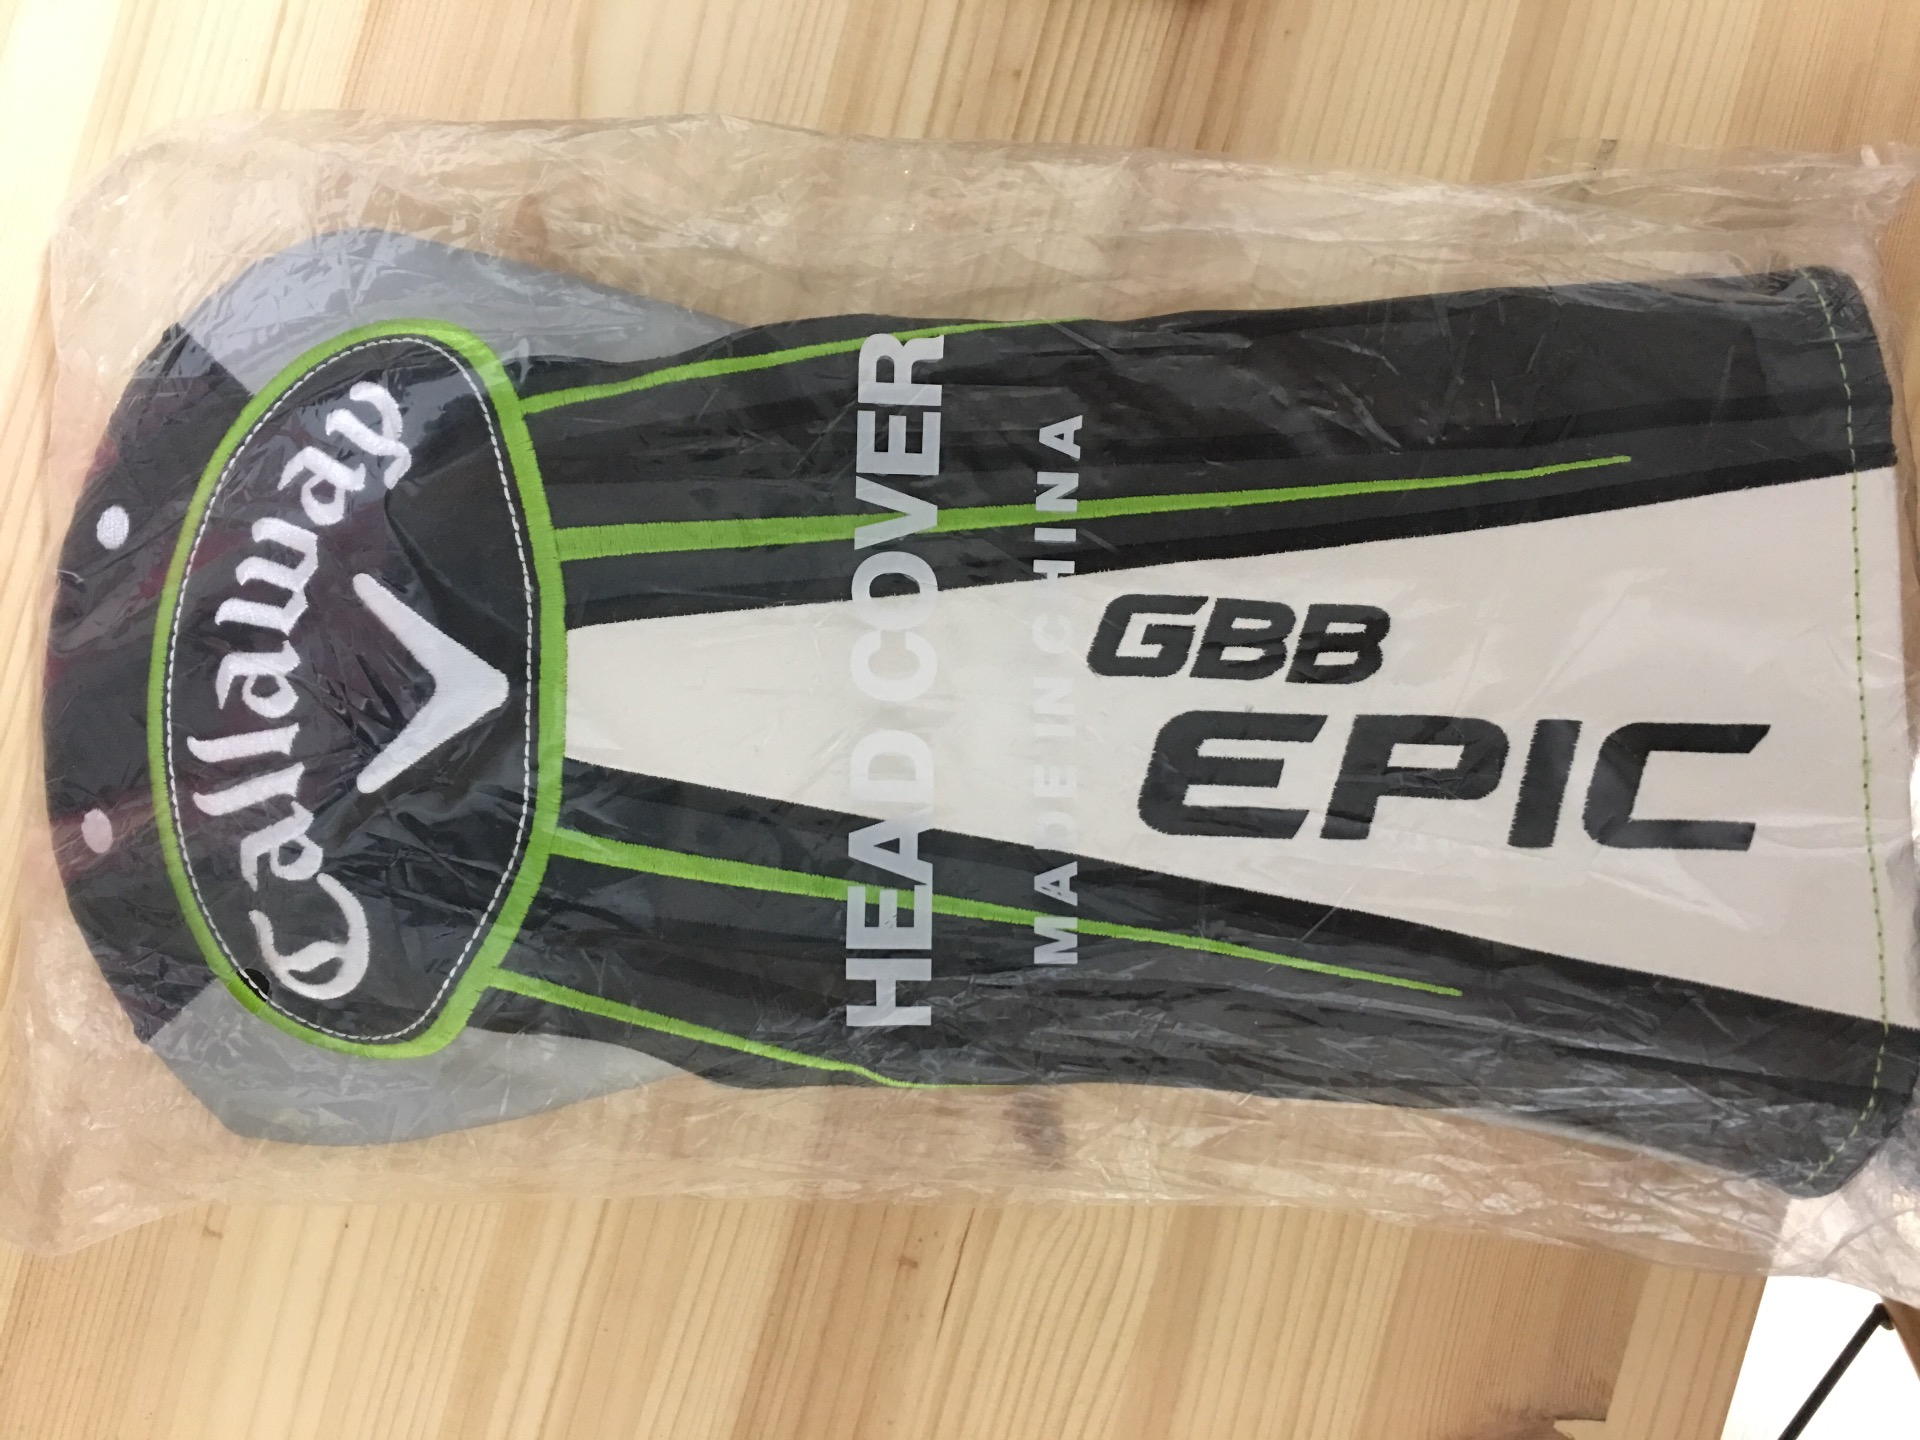 Callaway
HEAD COVER
MADE IN CHINA
GBB
EPIC